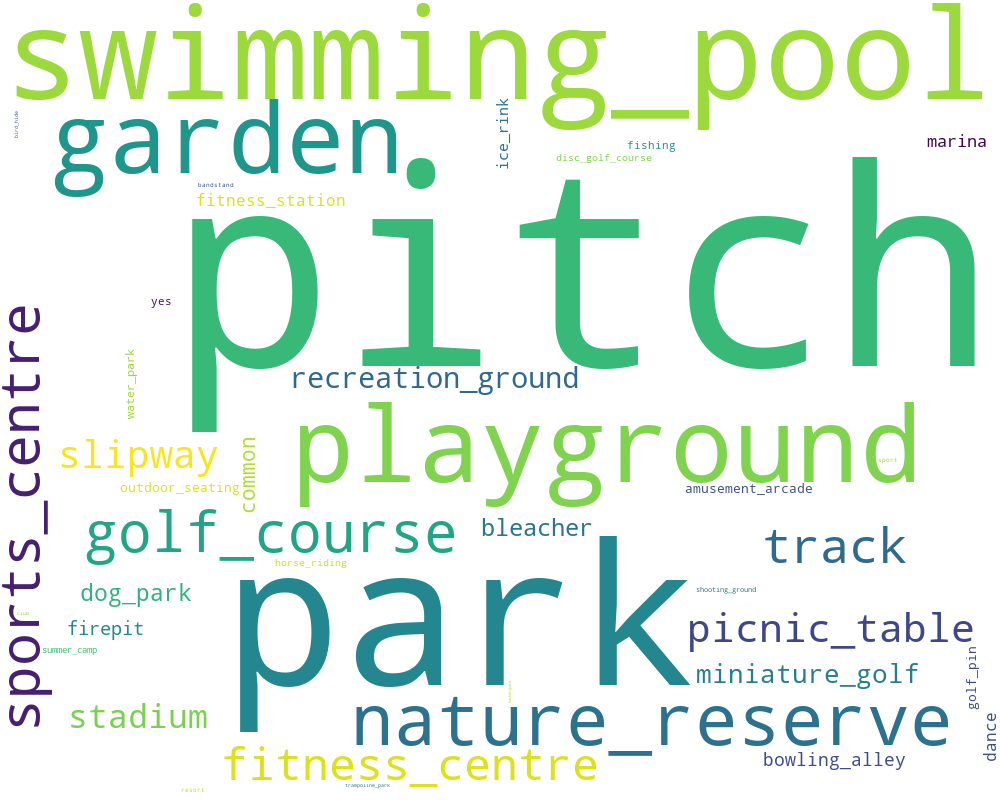 swimming_pool
garden
bird_hide
ice_rink
fishing
marina
disc_golf_course
bandstand
fitness_station
pitch
yes
sports_centre
water_park
recreation_ground
playground
slipway
common
sport
outdoor_seating
amusement_arcade
golf_course
bleacher
track
horse_riding
park
dog_park
shooting_ground
firepit
picnic_table
summer_camp
miniature_golf
golf_pin
stadium
nature_reserve
dance
fitness_centre
bowling_alley
trampoline_park
resort